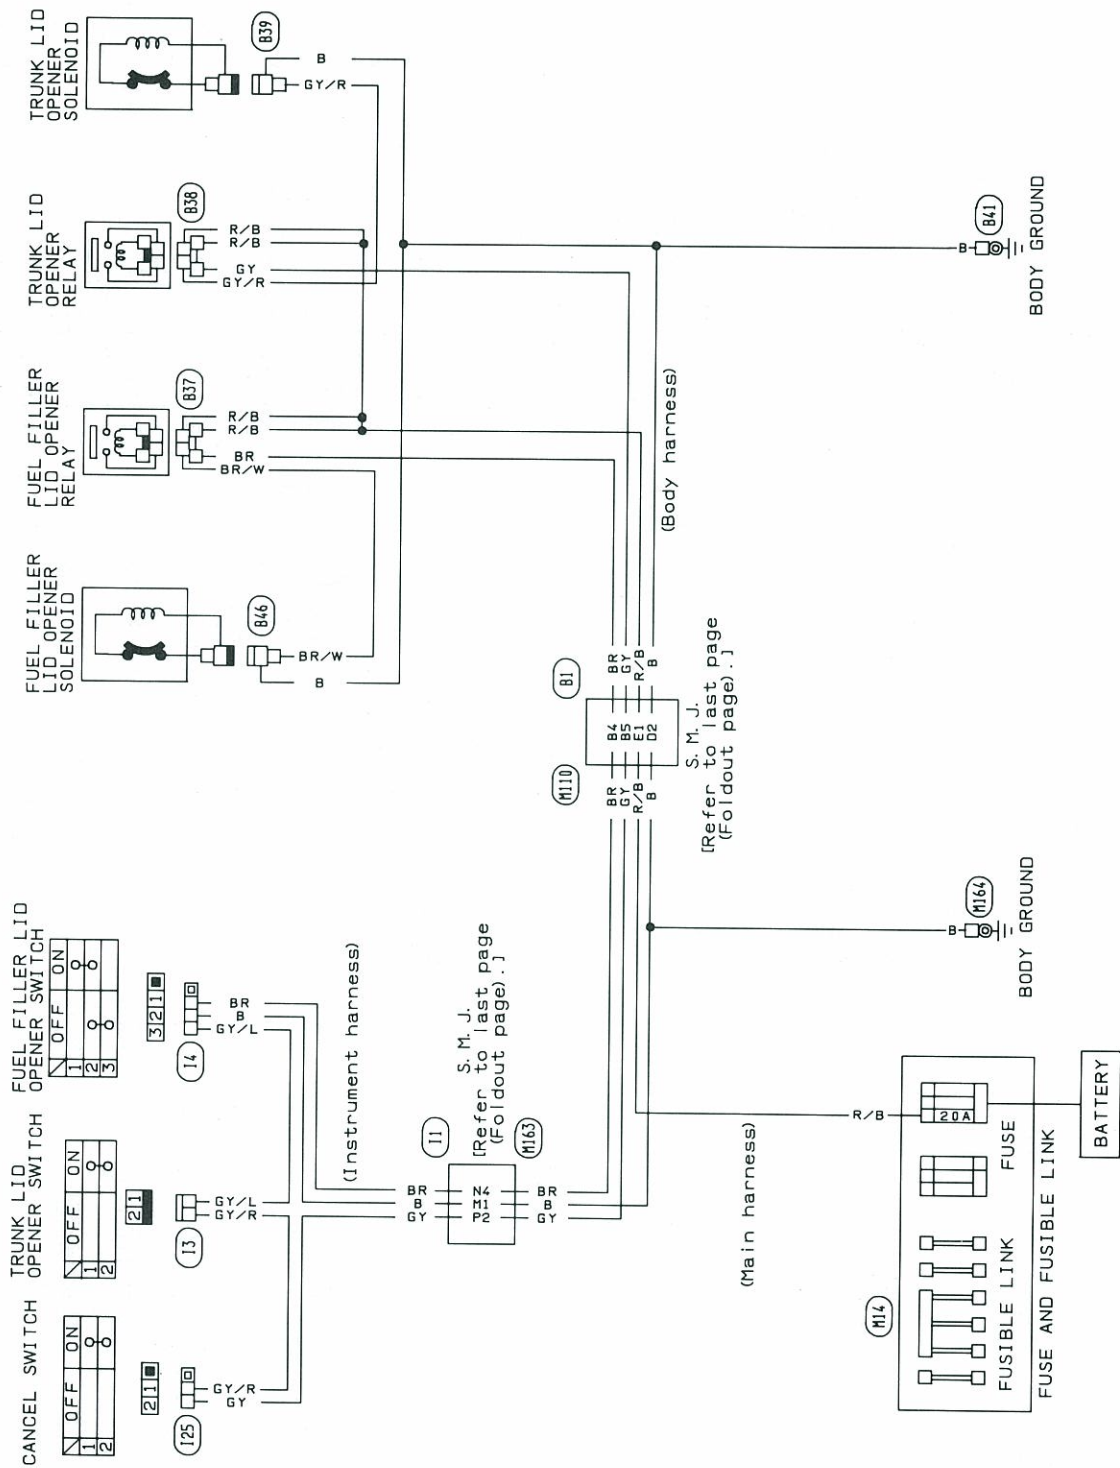 CANCEL SWITCH
OFF ON
1
2
2 1
I25
GY/R
GY
TRUNK LID
OPENER SWITCH
OFF ON
1
2
2 1
I3
GY/L
GY/R
FUEL FILLER LID
OPENER SWITCH
OFF ON
1
2
3
3 2 1
I4
BR
B
GY/L
(Instrument harness)
BR
B
GY
I1
N4
M1
P2
M163
S. M. J.
[Refer to last page
(Foldout page).]
BR
B
GY
(Main harness)
M14
FUSIBLE LINK
FUSE
20A
R/B
FUSE AND FUSIBLE LINK
BATTERY
B
M164
BODY GROUND
M110
BR
GY
R/B
B
B4
B5
E1
D2
B1
BR
GY
R/B
B
S. M. J.
[Refer to last page
(Foldout page).]
(Body harness)
FUEL FILLER
LID OPENER
SOLENOID
B46
BR/W
B
FUEL FILLER
LID OPENER
RELAY
B37
R/B
R/B
BR
BR/W
TRUNK LID
OPENER
RELAY
B38
R/B
R/B
GY
GY/R
TRUNK LID
OPENER
SOLENOID
B39
B
GY/R
B
B41
BODY GROUND